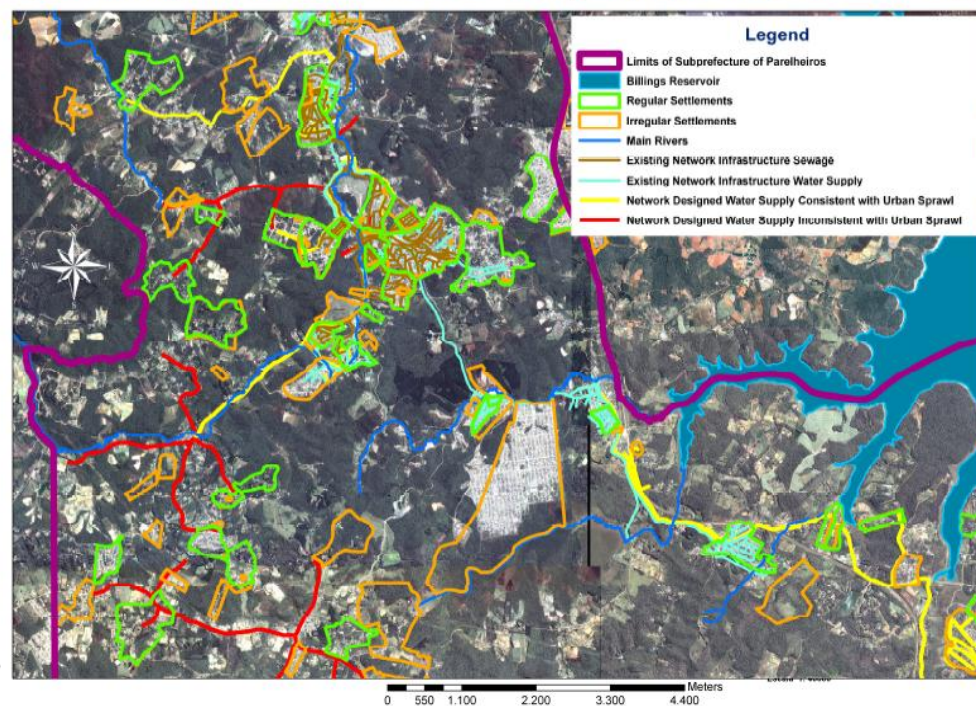 Legend
Limits of Subprefecture of Parelheiros
Billings Reservoir
Regular Settlements
Irregular Settlements
Main Rivers
Existing Network Infrastructure Sewage
Existing Network Infrastructure Water Supply
Network Designed Water Supply Consistent with Urban Sprawl
Network Designed Water Supply Inconsistent with Urban Sprawl
Meters
0 550 1.100 2.200 3.300 4.400